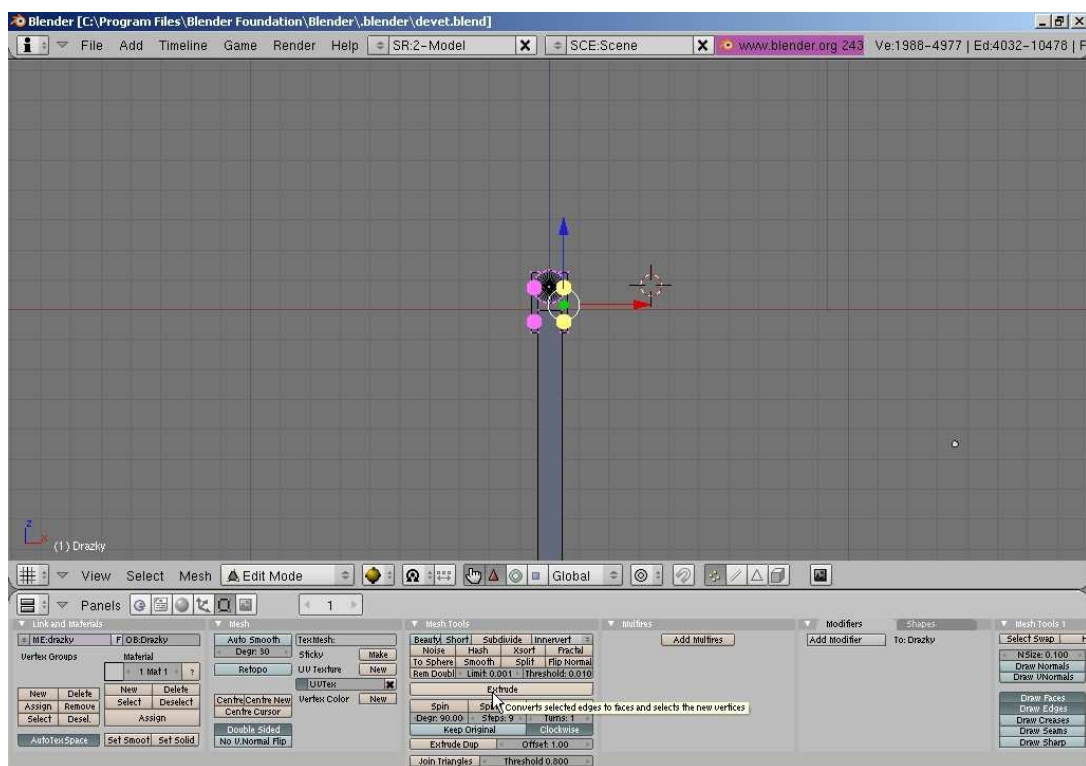 Blender [C:\Program Files\Blender Foundation\Blender\.blender\devet.blend]
File Add Timeline Game Render Help SR:2-Model X SCE:Scene X www.blender.org 243 Ve:1988-4977 | Ed:4032-10478 | F
z
x
(1) Drazky
View Select Mesh Edit Mode Global
Panels 1
Link and Materials Mesh Mesh Tools Multires Modifiers Shapes Mesh Tools 1
ME:drazky F OB:Drazky Auto Smooth TexMesh: Beauty Short Subdivide Innervert Add Multires Add Modifier To: Drazky Select Swap H
Vertex Groups Material Degr: 30 Sticky Make Noise Hash Xsort Fractal NSize: 0.100
1 Mat 1 ? Retopo UV Texture New To Sphere Smooth Split Flip Normal Draw Normals
UVTex Rem Doubl Limit: 0.001 Threshold: 0.010 Draw VNormals
New Delete New Delete Centre Centre New Vertex Color New Extrude Draw Faces
Assign Remove Select Deselect Centre Cursor Spin Sp Converts selected edges to faces and selects the new vertices Draw Edges
Select Desel. Assign Double Sided Degr: 90.00 Steps: 9 Turns: 1 Draw Creases
AutoTexSpace Set Smoot Set Solid No V.Normal Flip Keep Original Clockwise Draw Seams
Extrude Dup Offset: 1.00 Draw Sharp
Join Triangles Threshold 0.800